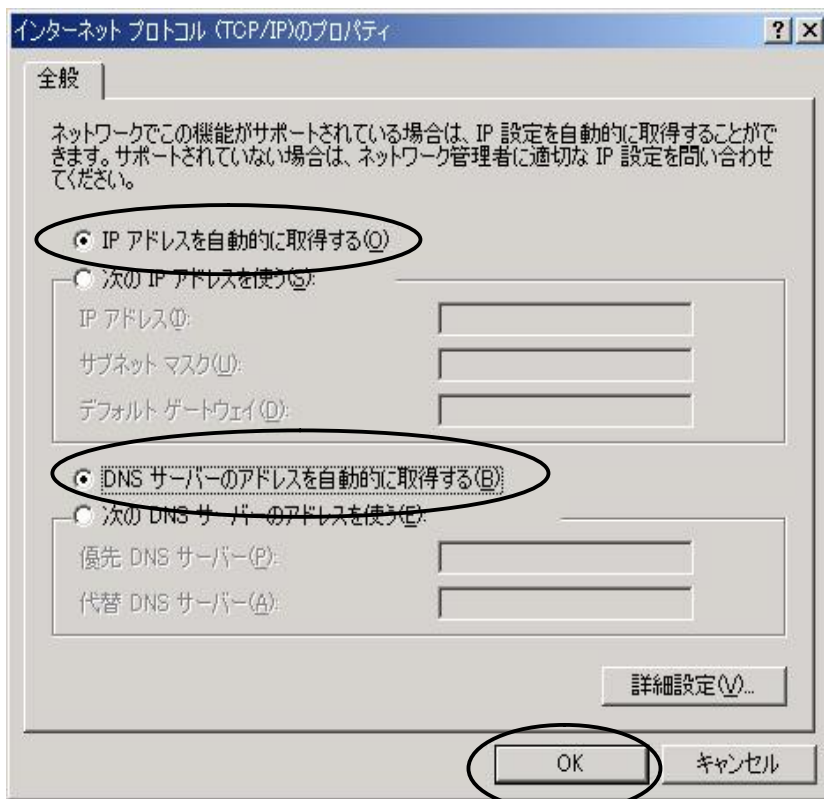 インターネット プロトコル (TCP/IP)のプロパティ
全般
ネットワークでこの機能がサポートされている場合は、IP 設定を自動的に取得することがで
きます。サポートされていない場合は、ネットワーク管理者に適切な IP 設定を問い合わせ
てください。
IP アドレスを自動的に取得する(O)
次の IP アドレスを使う(S):
IP アドレス(I):
サブネット マスク(U):
デフォルト ゲートウェイ(D):
DNS サーバーのアドレスを自動的に取得する(B)
次の DNS サーバーのアドレスを使う(E):
優先 DNS サーバー(P):
代替 DNS サーバー(A):
詳細設定(V)...
OK
キャンセル